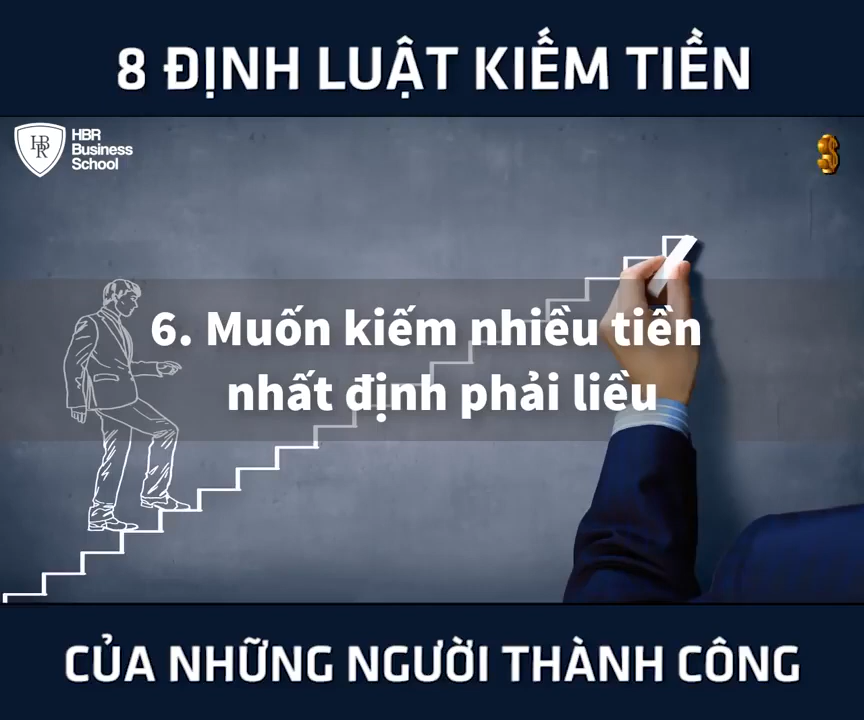 8 ĐỊNH LUẬT KIẾM TIỀN
HBR
Business
School
HBR
6. Muốn kiếm nhiều tiền
nhất định phải liều
CỦA NHỮNG NGƯỜI THÀNH CÔNG